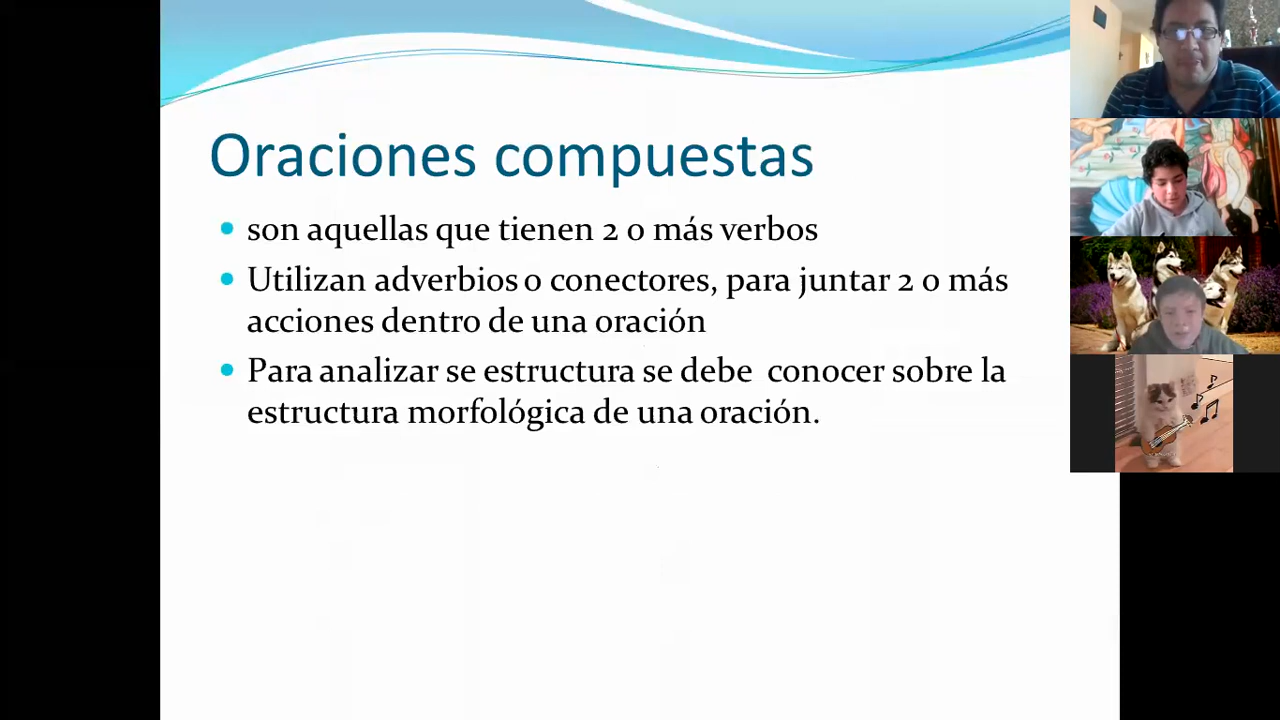 Oraciones compuestas
son aquellas que tienen 2 o más verbos
Utilizan adverbios o conectores, para juntar 2 o más
acciones dentro de una oración
Para analizar se estructura se debe conocer sobre la
estructura morfológica de una oración.